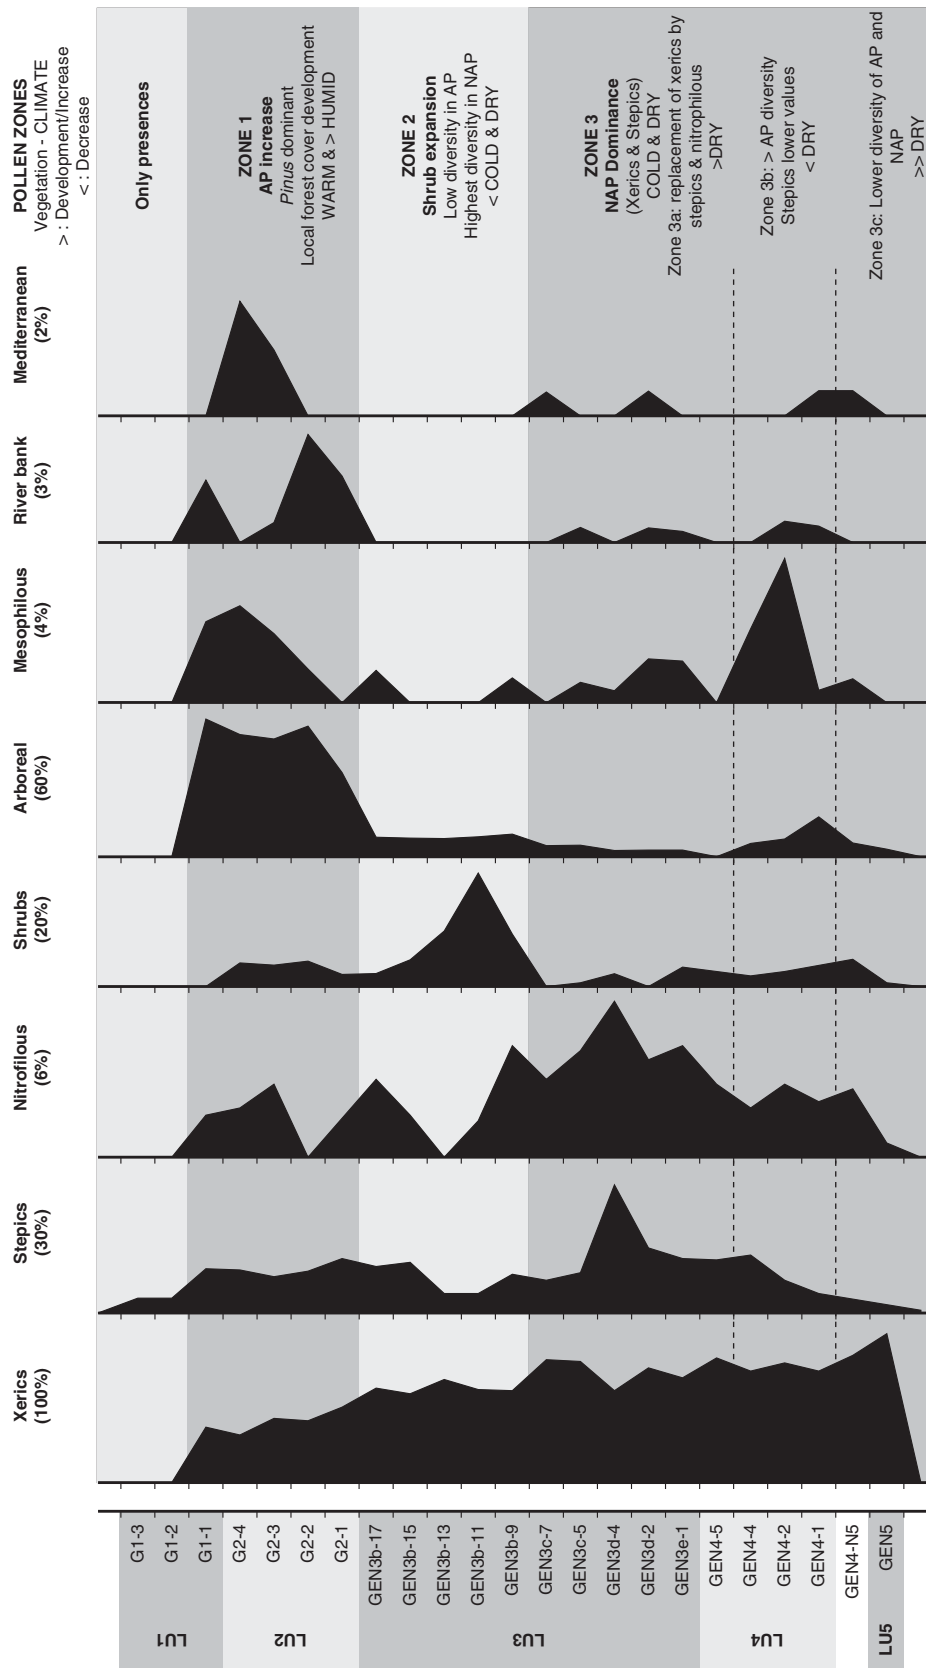 POLLEN ZONES
Vegetation - CLIMATE
> : Development/Increase
< : Decrease
Only presences
ZONE 1
AP increase
Pinus dominant
Local forest cover development
WARM & > HUMID
ZONE 2
Shrub expansion
Low diversity in AP
Highest diversity in NAP
< COLD & DRY
ZONE 3
NAP Dominance
(Xerics & Stepics)
COLD & DRY
Zone 3a: replacement of xerics by
stepics & nitrophilous
>DRY
Zone 3b: > AP diversity
Stepics lower values
< DRY
Zone 3c: Lower diversity of AP and
NAP
>> DRY
Mediterranean
(2%)
River bank
(3%)
Mesophilous
(4%)
Arboreal
(60%)
Shrubs
(20%)
Nitrofilous
(6%)
Stepics
(30%)
Xerics
(100%)
G1-3
G1-2
G1-1
G2-4
G2-3
G2-2
G2-1
GEN3b-17
GEN3b-15
GEN3b-13
GEN3b-11
GEN3b-9
GEN3c-7
GEN3c-5
GEN3d-4
GEN3d-2
GEN3e-1
GEN4-5
GEN4-4
GEN4-2
GEN4-1
GEN4-N5
GEN5
LU1
LU2
LU3
LU4
LU5